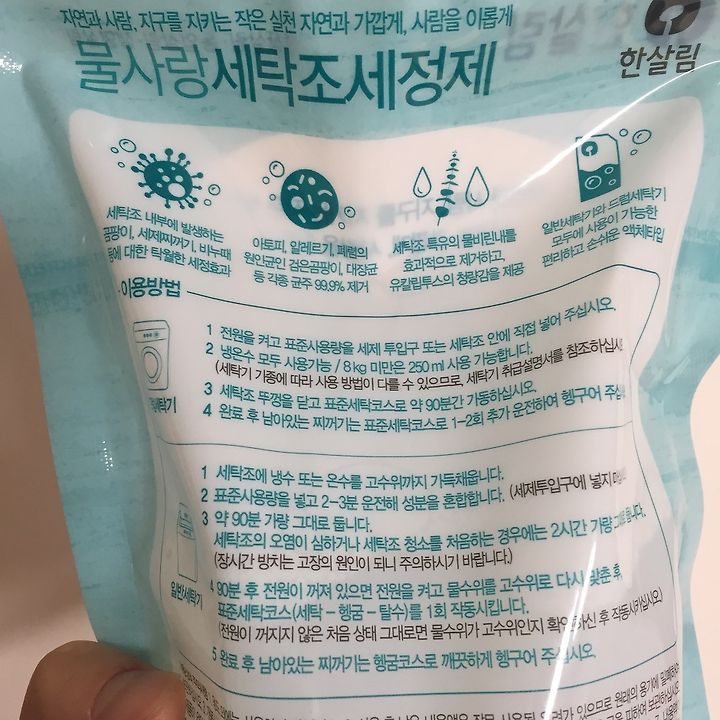 자연과 사람, 지구를 지키는 작은 실천 자연과 가깝게, 사람을 이롭게
물사랑세탁조세정제
한살림
세탁조 내부에 발생하는
곰팡이, 세제찌꺼기, 바누때
등에 대한 탁월한 세정효과
아토피, 알레르기, 폐렴의
원인균인 검은곰팡이, 대장균
등 각종 균주 99.9% 제거
세탁조 특유의 물비린내를
효과적으로 제거하고,
유칼립투스의 청량감을 제공
일반세탁기와 드럼세탁기
모두에 사용이 가능한
편리하고 손쉬운 액체타입
이용방법
1 전원을 켜고 표준사용량을 세제 투입구 또는 세탁조 안에 직접 넣어 주십시오.
2 냉온수 모두 사용가능 / 8 kg 미만은 250 ml 사용 가능합니다.
(세탁기 기종에 따라 사용 방법이 다를 수 있으므로, 세탁기 취급설명서를 참조하십시
3 세탁조 뚜껑을 닫고 표준세탁코스로 약 90분간 가동하십시오.
4 완료 후 남아있는 찌꺼기는 표준세탁코스로 1-2회 추가 운전하여 헹구어
세탁기
1 세탁조에 냉수 또는 온수를 고수위까지 가득채웁니다.
2 표준사용량을 넣고 2-3분 운전해 성분을 혼합합니다. (세제투입구에 넣지
3 약 90분 가량 그대로 둡니다.
세탁조의 오염이 심하거나 세탁조 청소를 처음하는 경우에는 2시간 가량
(장시간 방치는 고장의 원인이 되니 주의하시기 바랍니다.)
일반세탁기
4 90분 후 전원이 꺼져 있으면 전원을 켜고 물수위를 고수위로 다시 맞춘 후
표준세탁코스(세탁 – 헹굼 – 탈수)를 1회 작동시킵니다.
(전원이 꺼지지 않은 처음 상태 그대로면 물수위가 고수위인지 확인하신 후 작동시키십시오.)
5 완료 후 남아있는 찌꺼기는 헹굼코스로 깨끗하게 헹구어 주십시오.